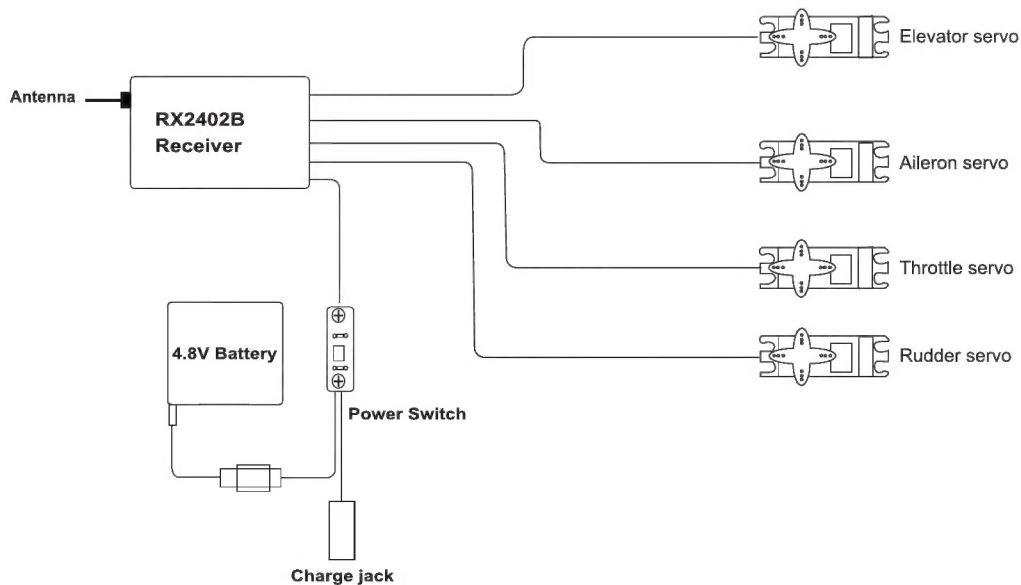 Elevator servo
Antenna
RX2402B
Receiver
Aileron servo
Throttle servo
4.8V Battery
Rudder servo
Power Switch
Charge jack